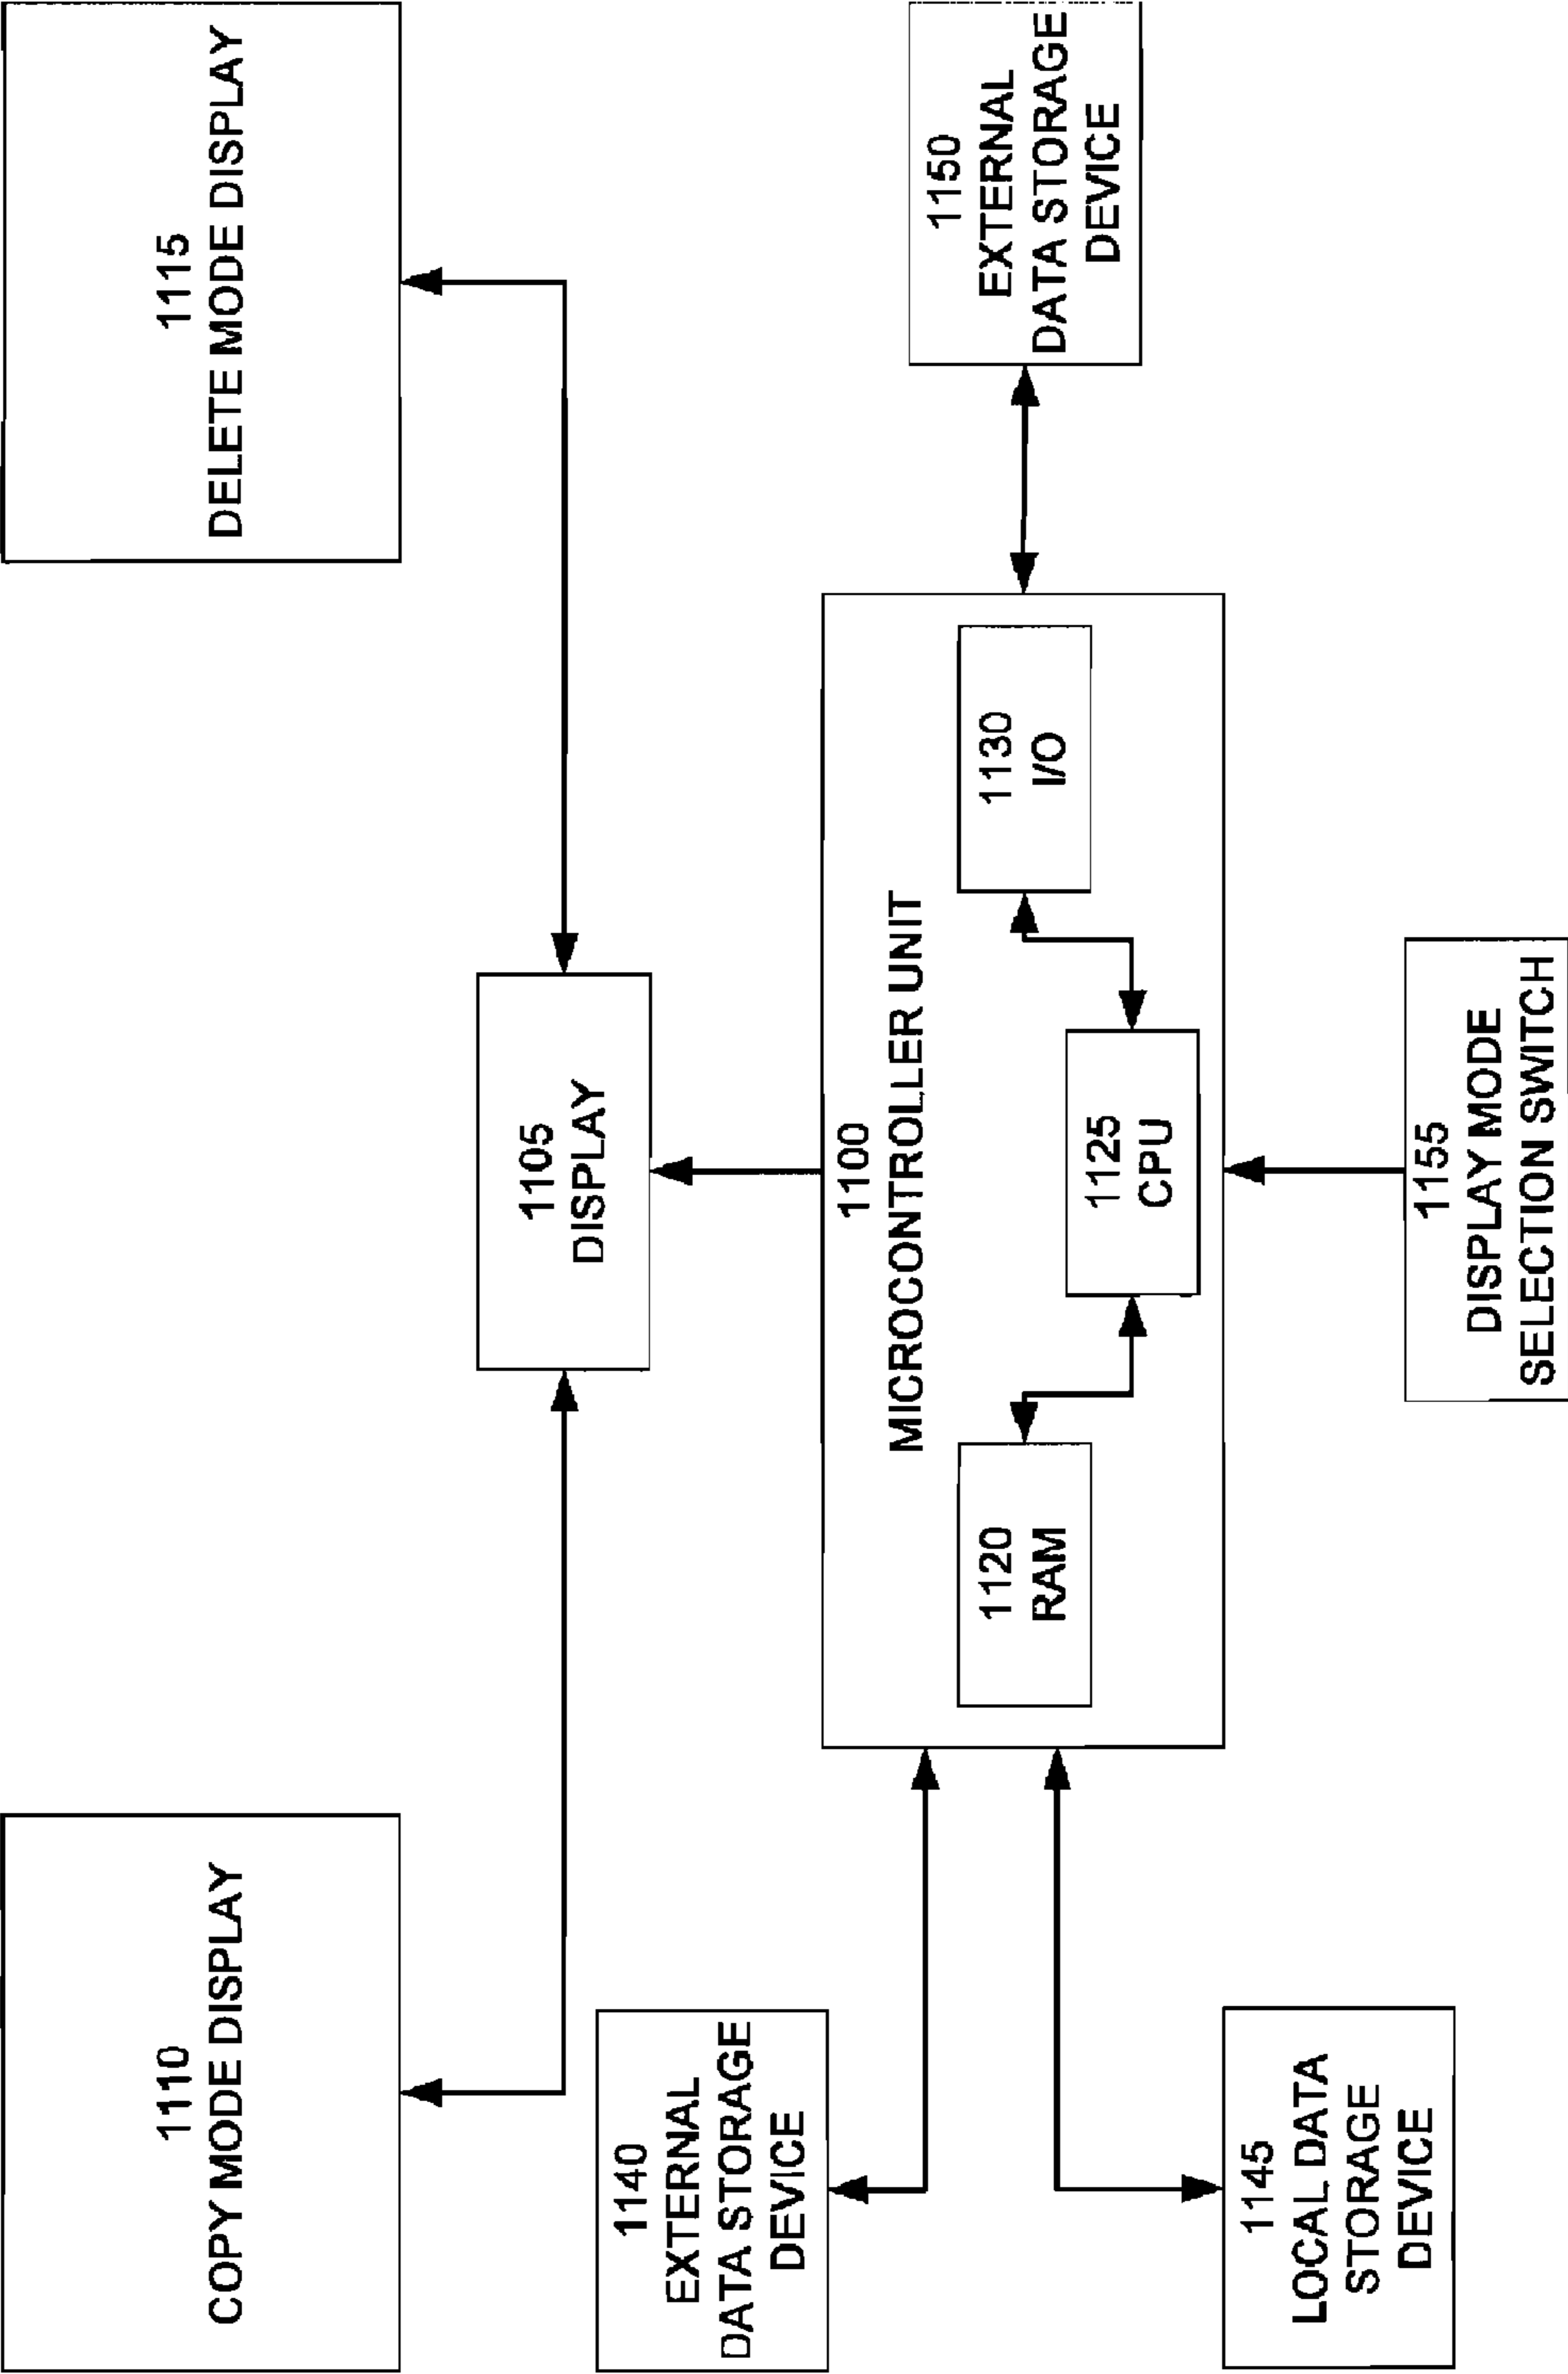 1110
COPY MODE DISPLAY
1115
DELETE MODE DISPLAY
1105
DISPLAY
1140
EXTERNAL
DATA STORAGE
DEVICE
1100
MICROCONTROLLER UNIT
1120
RAM
1125
CPU
1130
I/O
1150
EXTERNAL
DATA STORAGE
DEVICE
1145
LOCAL DATA
STORAGE
DEVICE
1155
DISPLAY MODE
SELECTION SWITCH